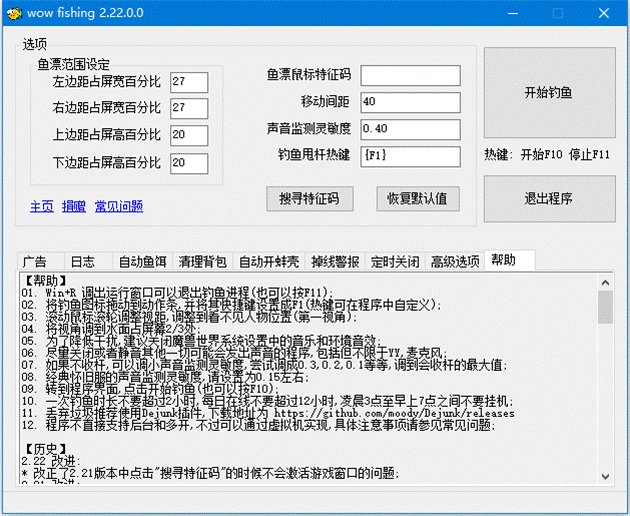 wow fishing 2.22.0.0
选项
鱼漂范围设定
左边距占屏宽百分比 27
右边距占屏宽百分比 27
上边距占屏高百分比 20
下边距占屏高百分比 20
主页 捐赠 常见问题
鱼漂鼠标特征码
移动间距 40
声音监测灵敏度 0.40
钓鱼甩杆热键 {F1}
搜寻特征码 恢复默认值
开始钓鱼
热键: 开始F10 停止F11
退出程序
广告 日志 自动鱼饵 清理背包 自动开蚌壳 掉线警报 定时关闭 高级选项 帮助
【帮助】
01. Win+R 调出运行窗口可以退出钓鱼进程(也可以按F11);
02. 将钓鱼图标拖动到动作条,并将其快捷键设置成F1(热键可在程序中自定义);
03. 滚动鼠标滚轮调整视距,调整到看不见人物位置(第一视角);
04. 将视角调到水面占屏幕2/3处;
05. 为了降低干扰,建议关闭魔兽世界系统设置中的音乐和环境音效;
06. 尽量关闭或者静音其他一切可能会发出声音的程序,包括但不限于YY,麦克风;
07. 如果不收杆,可以调小声音监测灵敏度,尝试调成0.3,0.2,0.1等等,调到会收杆的最大值;
08. 经典怀旧服的声音监测灵敏度,请设置为0.15左右;
09. 转到程序界面,点击开始钓鱼(也可以按F10);
10. 一次钓鱼时长不要超过2小时,每日在线不要超过12小时,凌晨3点至早上7点之间不要挂机;
11. 丢弃垃圾推荐使用Dejunk插件,下载地址为 https://github.com/moody/Dejunk/releases
12. 程序不直接支持后台和多开,不过可以通过虚拟机实现,具体注意事项请参见常见问题;
【历史】
2.22 改进:
* 改正了2.21版本中点击"搜寻特征码"的时候不会激活游戏窗口的问题;
2.21 改进: